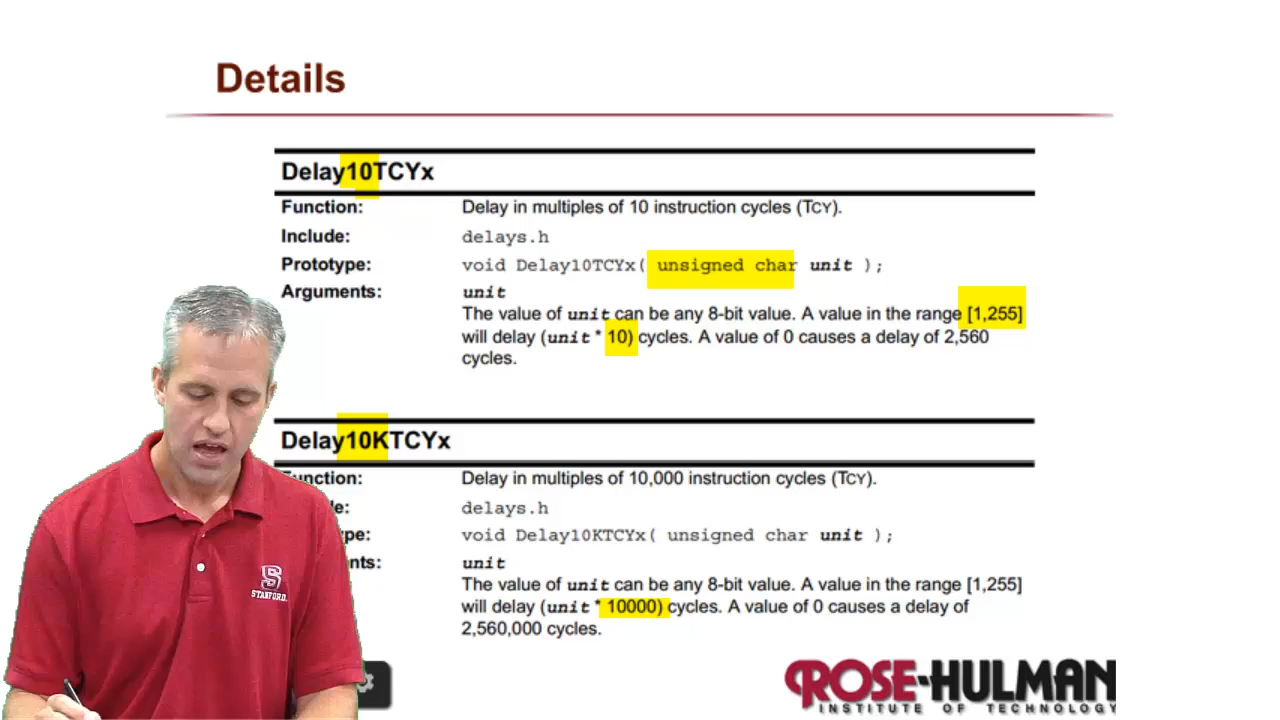 Details
Delay10TCYx
Function: Delay in multiples of 10 instruction cycles (TCY).
Include: delays.h
Prototype: void Delay10TCYx( unsigned char unit );
Arguments: unit
The value of unit can be any 8-bit value. A value in the range [1,255]
will delay (unit * 10) cycles. A value of 0 causes a delay of 2,560
cycles.
Delay10KTCYx
Function: Delay in multiples of 10,000 instruction cycles (TCY).
de: delays.h
ype: void Delay10KTCYx( unsigned char unit );
nts: unit
The value of unit can be any 8-bit value. A value in the range [1,255]
will delay (unit * 10000) cycles. A value of 0 causes a delay of
2,560,000 cycles.
S
STANFORD
ROSE-HULMAN
INSTITUTE OF TECHNOLOGY